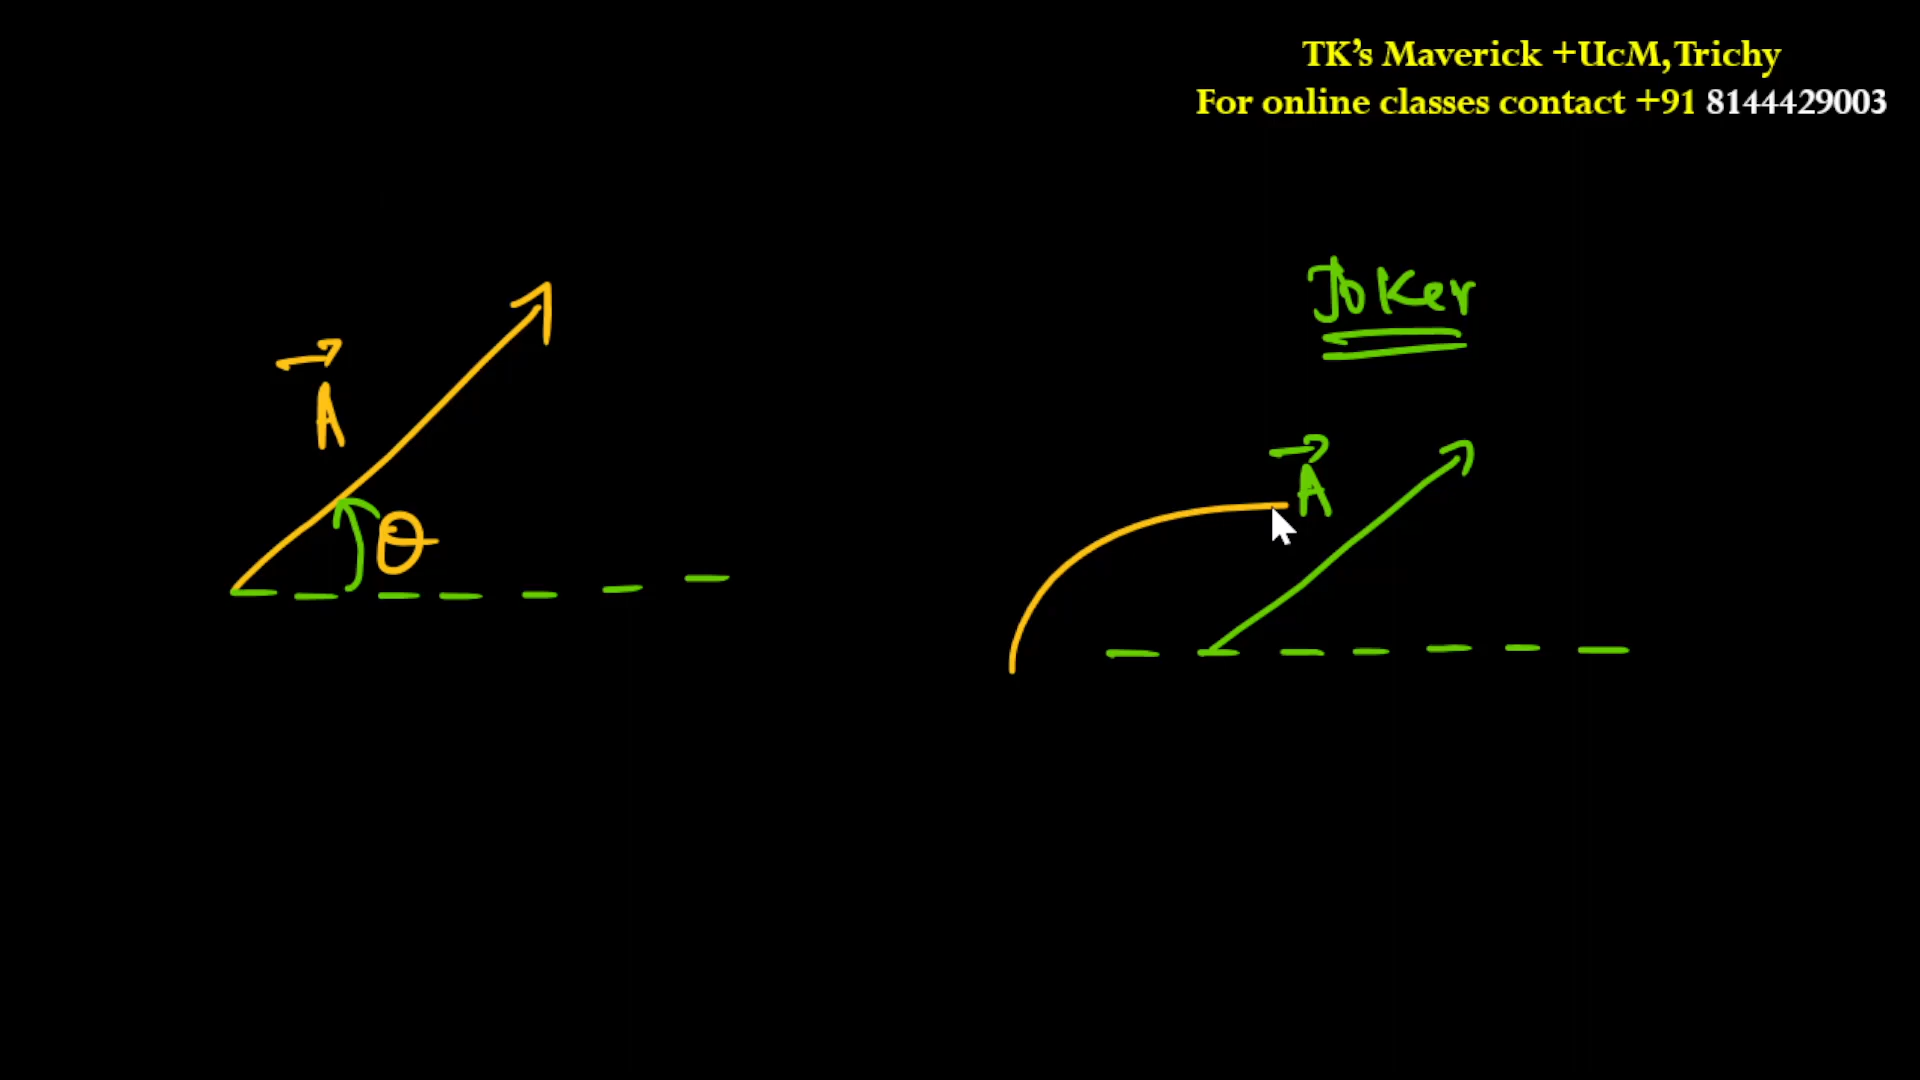 TK's Maverick +UcM, Trichy
For online classes contact +91 8144429003
Joker
A
θ
A